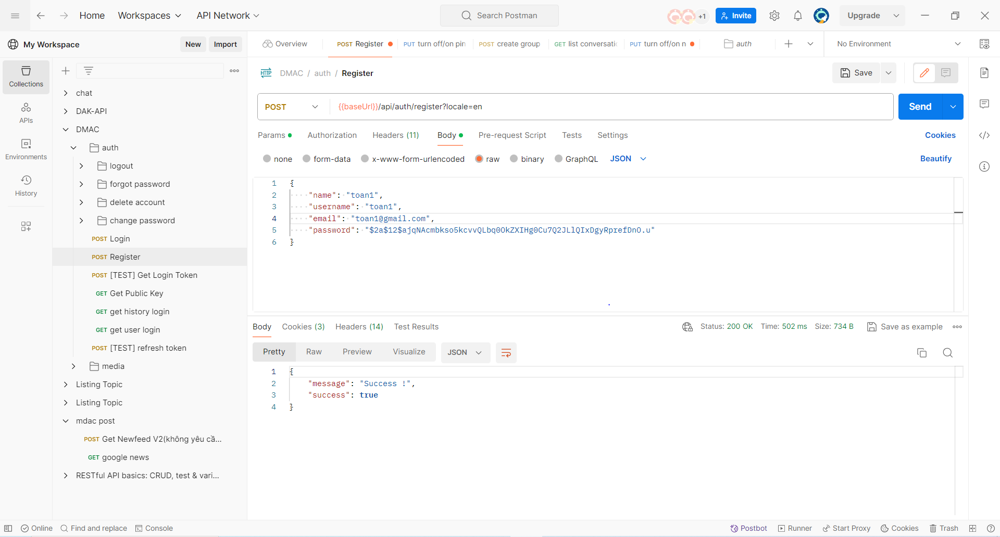 Home Workspaces API Network Search Postman +1 Invite Upgrade
My Workspace New Import
Overview POST Register PUT turn off/on pin POST create group GET list conversati PUT turn off/on n auth No Environment
Collections
APIs
Environments
History
chat
DAK-API
DMAC
auth
logout
forgot password
delete account
change password
POST Login
POST Register
POST [TEST] Get Login Token
GET Get Public Key
GET get history login
GET get user login
POST [TEST] refresh token
media
Listing Topic
Listing Topic
mdac post
POST Get Newfeed V2(không yêu cầ...
GET google news
RESTful API basics: CRUD, test & vari...
HTTP DMAC / auth / Register Save
POST {{baseUrl}}/api/auth/register?locale=en Send
Params Authorization Headers (11) Body Pre-request Script Tests Settings Cookies
none form-data x-www-form-urlencoded raw binary GraphQL JSON Beautify
1 {
2 "name": "toan1",
3 "username": "toan1",
4 "email": "toan1@gmail.com",
5 "password": "$2a$12$ajqNAcmbkso5kcvvQLbq0OkZXIHg0Cu7Q2JLlQIxDgyRprefDnO.u"
6 }
Body Cookies (3) Headers (14) Test Results Status: 200 OK Time: 502 ms Size: 734 B Save as example
Pretty Raw Preview Visualize JSON
1 {
2 "message": "Success !",
3 "success": true
4 }
Online Find and replace Console Postbot Runner Start Proxy Cookies Trash